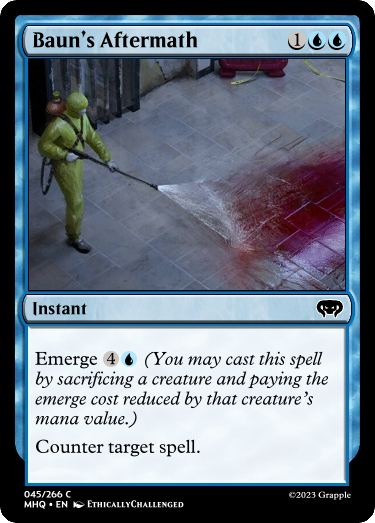 Baun's Aftermath 1
Instant
Emerge 4 (You may cast this spell
by sacrificing a creature and paying the
emerge cost reduced by that creature's
mana value.)
Counter target spell.
045/266 C
MHQ • EN EthicallyChallenged
©2023 Grapple